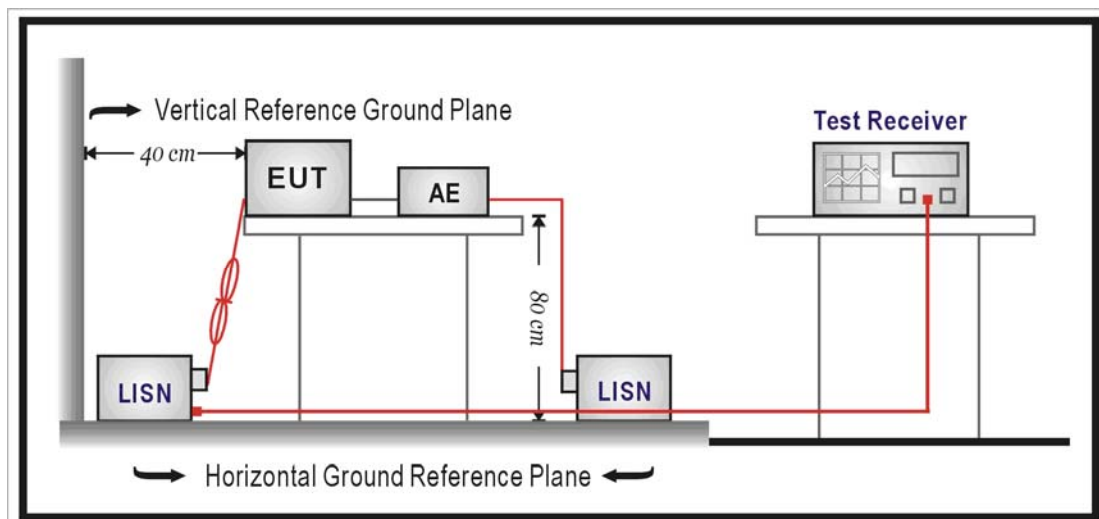 Vertical Reference Ground Plane
40 cm
EUT
AE
Test Receiver
80 cm
LISN
LISN
Horizontal Ground Reference Plane